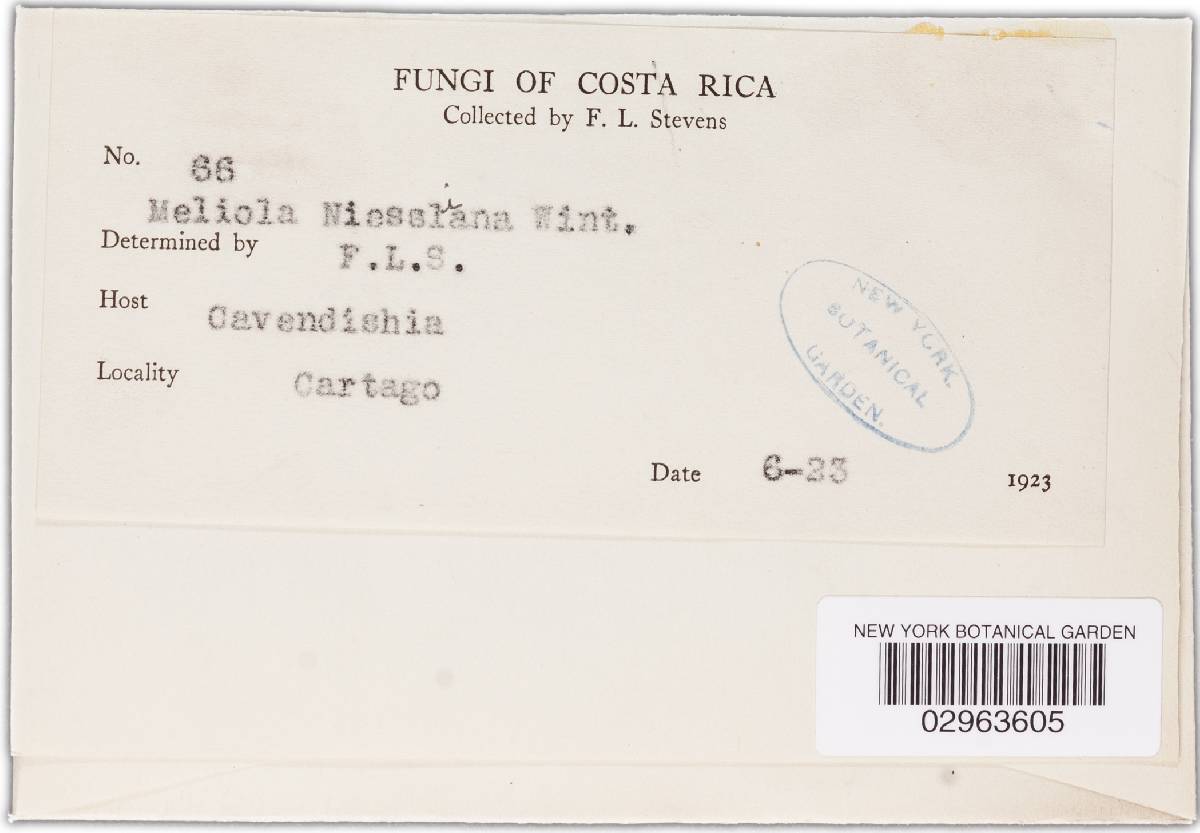 FUNGI OF COSTA RICA
Collected by F. L. Stevens
No. 66
Meliola Niessliana Wint.
Determined by F.L.S.
Host Cavendishia
Locality Cartago
NEW YORK
BOTANICAL
GARDEN.
Date 6-23 1923
NEW YORK BOTANICAL GARDEN
02963605